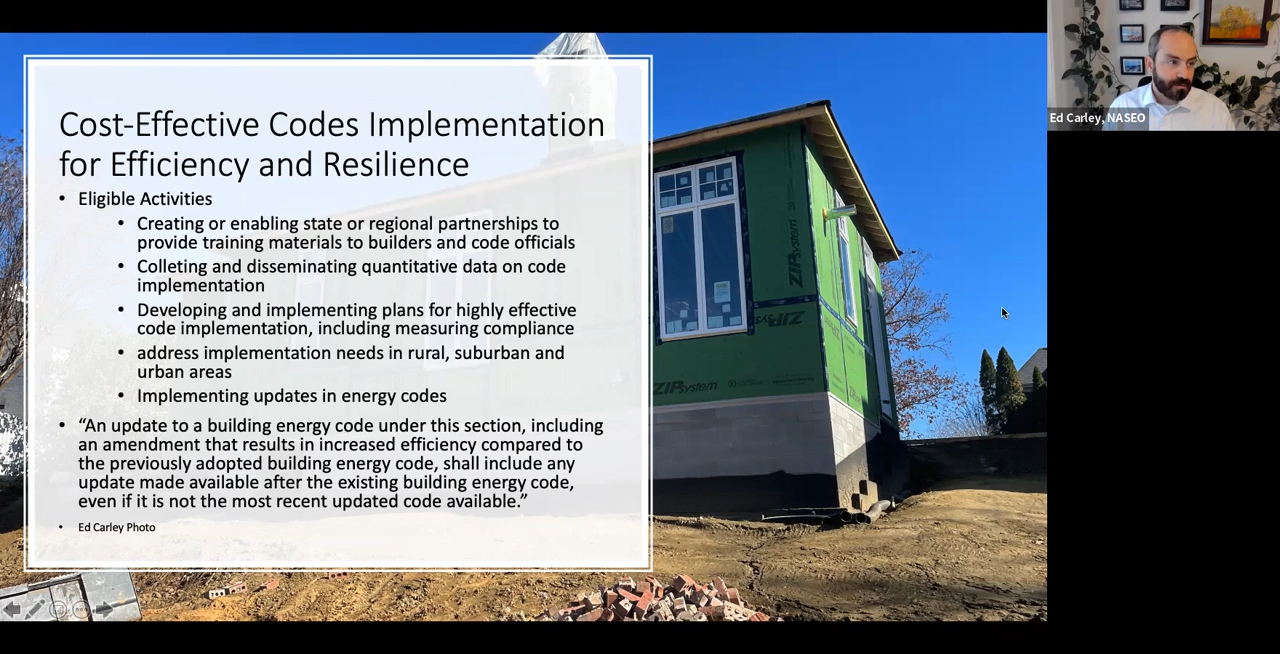 Cost-Effective Codes Implementation
for Efficiency and Resilience
• Eligible Activities
• Creating or enabling state or regional partnerships to
provide training materials to builders and code officials
• Colleting and disseminating quantitative data on code
implementation
• Developing and implementing plans for highly effective
code implementation, including measuring compliance
• address implementation needs in rural, suburban and
urban areas
• Implementing updates in energy codes
• “An update to a building energy code under this section, including
an amendment that results in increased efficiency compared to
the previously adopted building energy code, shall include any
update made available after the existing building energy code,
even if it is not the most recent updated code available.”
• Ed Carley Photo
ZIPsystem
ZIPsystem
Ed Carley, NASEO